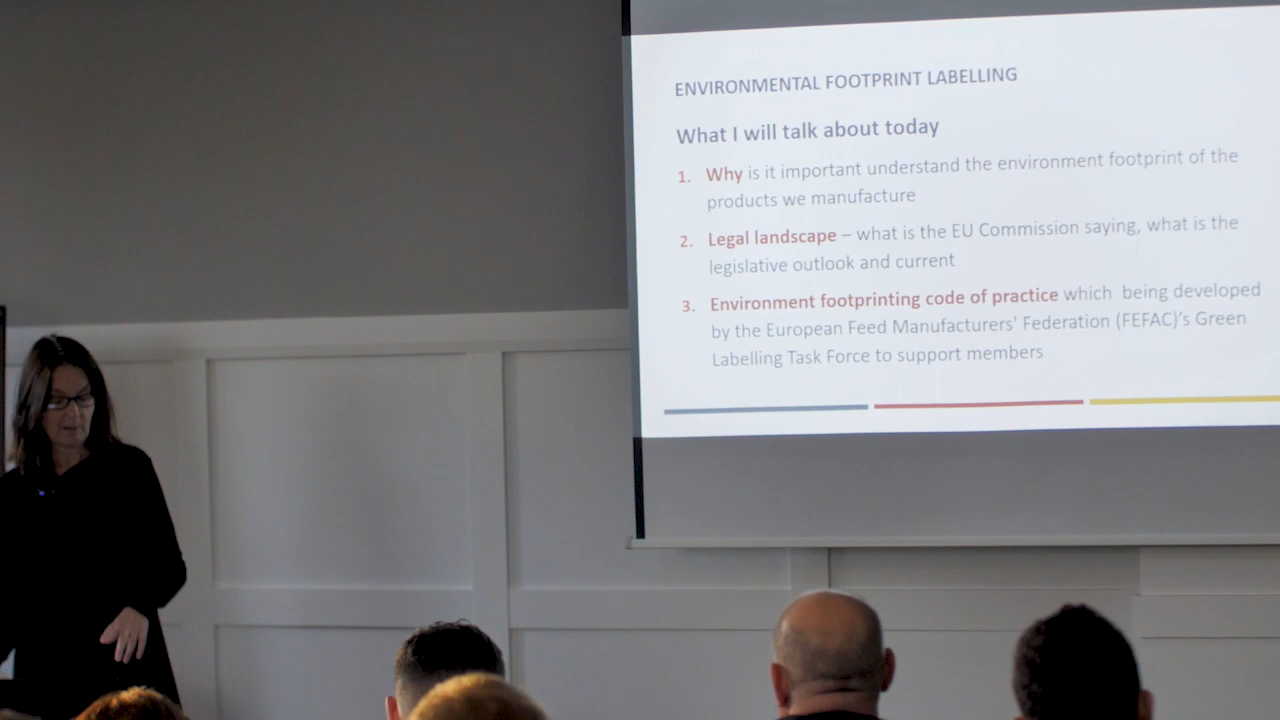 ENVIRONMENTAL FOOTPRINT LABELLING
What I will talk about today
1. Why is it important understand the environment footprint of the
products we manufacture
2. Legal landscape – what is the EU Commission saying, what is the
legislative outlook and current
3. Environment footprinting code of practice which being developed
by the European Feed Manufacturers' Federation (FEFAC)'s Green
Labelling Task Force to support members